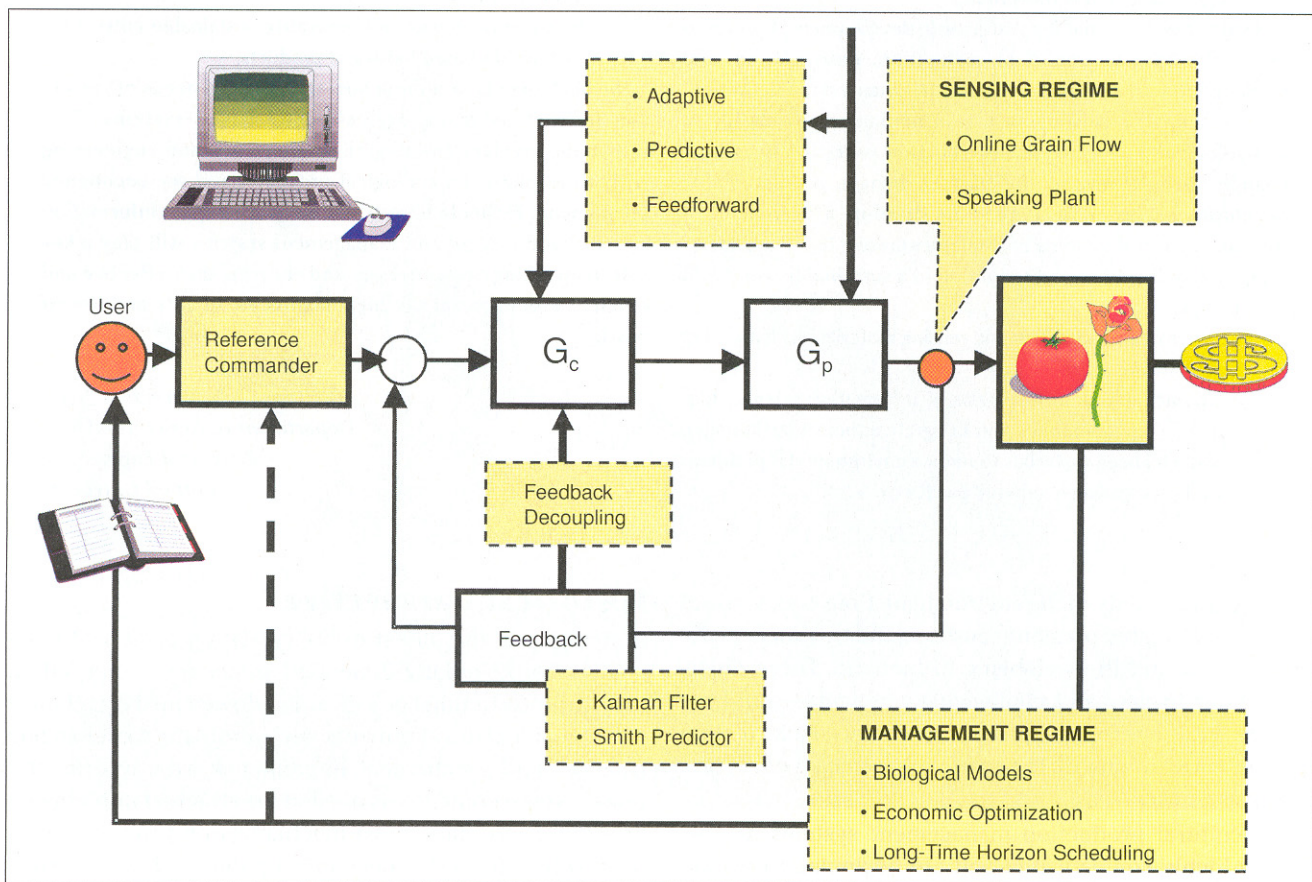 • Adaptive
• Predictive
• Feedforward
SENSING REGIME
• Online Grain Flow
• Speaking Plant
User
Reference
Commander
Gc
Gp
Feedback
Decoupling
Feedback
• Kalman Filter
• Smith Predictor
MANAGEMENT REGIME
• Biological Models
• Economic Optimization
• Long-Time Horizon Scheduling